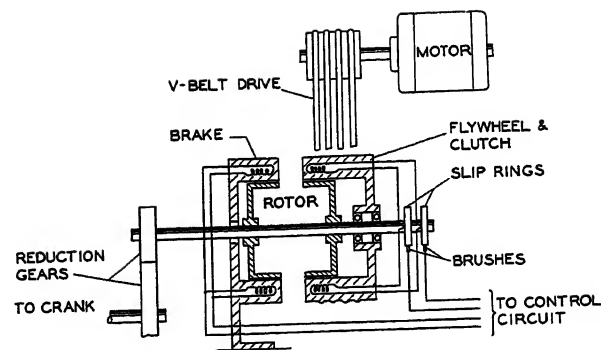 MOTOR
V-BELT DRIVE
BRAKE
FLYWHEEL &
CLUTCH
SLIP RINGS
ROTOR
REDUCTION
GEARS
BRUSHES
TO CRANK
TO CONTROL
CIRCUIT